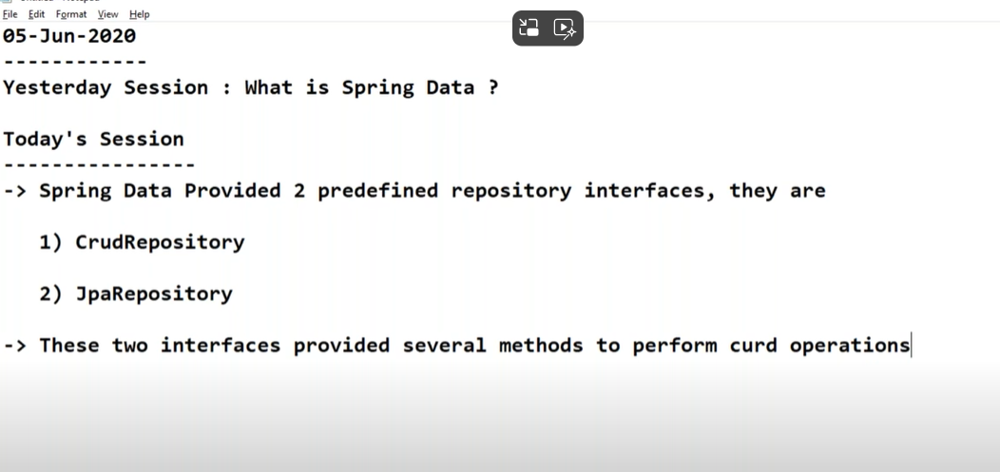 File Edit Format View Help
05-Jun-2020
------------
Yesterday Session : What is Spring Data ?
Today's Session
----------------
-> Spring Data Provided 2 predefined repository interfaces, they are
1) CrudRepository
2) JpaRepository
-> These two interfaces provided several methods to perform curd operations